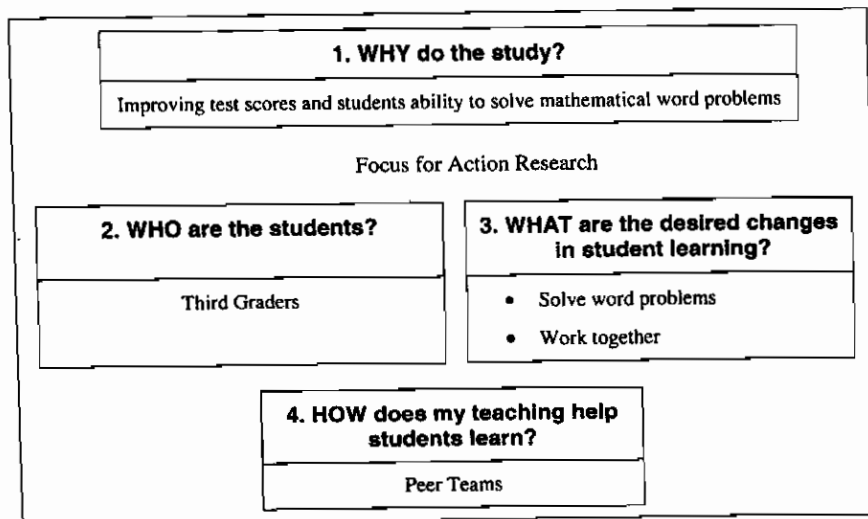 1. WHY do the study?
Improving test scores and students ability to solve mathematical word problems
Focus for Action Research
2. WHO are the students?
Third Graders
3. WHAT are the desired changes
in student learning?
• Solve word problems
• Work together
4. HOW does my teaching help
students learn?
Peer Teams